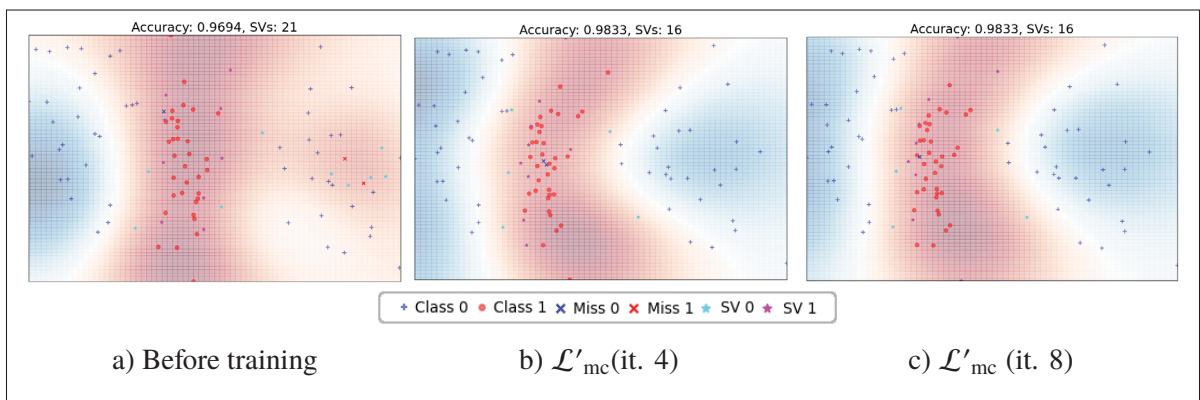 Accuracy: 0.9694, SVs: 21
Accuracy: 0.9833, SVs: 16
Accuracy: 0.9833, SVs: 16
Class 0 Class 1 Miss 0 Miss 1 SV 0 SV 1
a) Before training
b) ℒ′mc(it. 4)
c) ℒ′mc (it. 8)